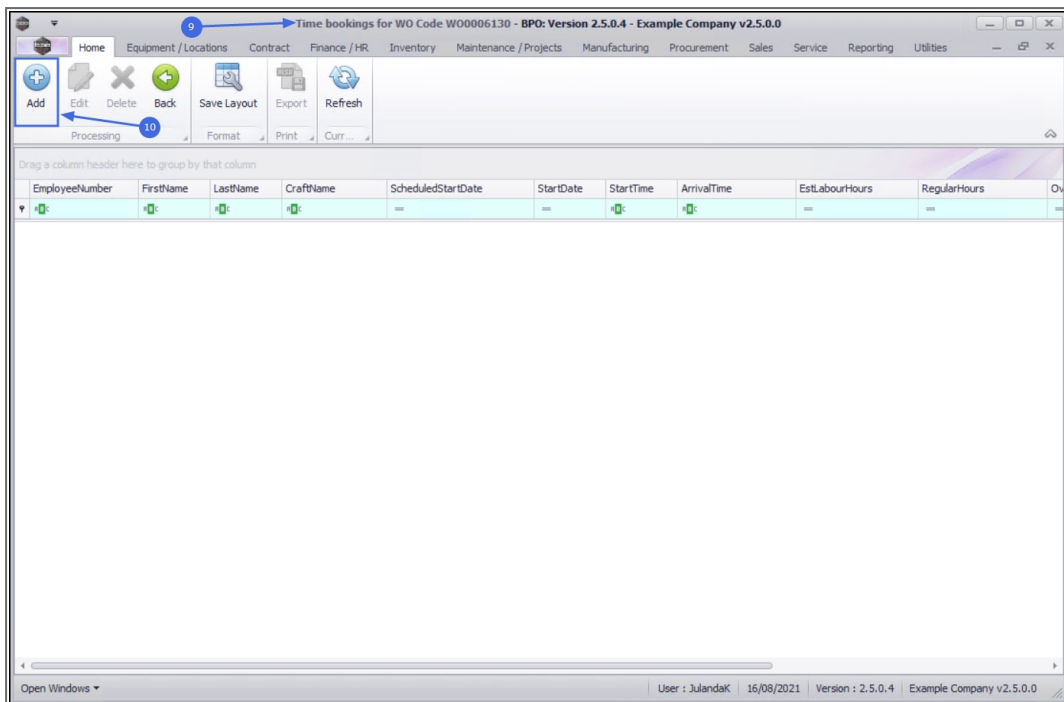 9
Time bookings for WO Code WO0006130 - BPO: Version 2.5.0.4 - Example Company v2.5.0.0
Home Equipment / Locations Contract Finance / HR Inventory Maintenance / Projects Manufacturing Procurement Sales Service Reporting Utilities
Add Edit Delete Back Save Layout Export Refresh
10
Processing Format Print Curr...
Drag a column header here to group by that column
EmployeeNumber FirstName LastName CraftName ScheduledStartDate StartDate StartTime ArrivalTime EstLabourHours RegularHours Ov
Open Windows User : JulandaK 16/08/2021 Version : 2.5.0.4 Example Company v2.5.0.0